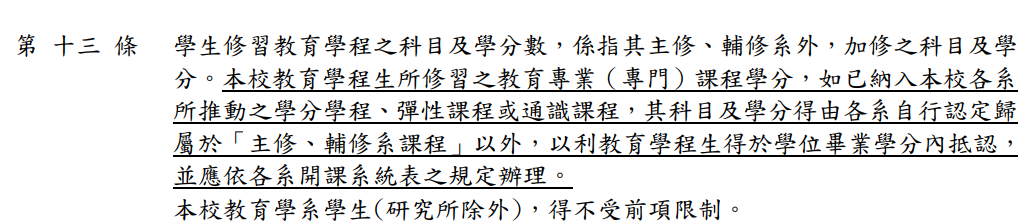 第 十三 條 學生修習教育學程之科目及學分數，係指其主修、輔修系外，加修之科目及學
分。本校教育學程生所修習之教育專業（專門）課程學分，如已納入本校各系
所推動之學分學程、彈性課程或通識課程，其科目及學分得由各系自行認定歸
屬於「主修、輔修系課程」以外，以利教育學程生得於學位畢業學分內抵認，
並應依各系開課系統表之規定辦理。
本校教育學系學生(研究所除外)，得不受前項限制。